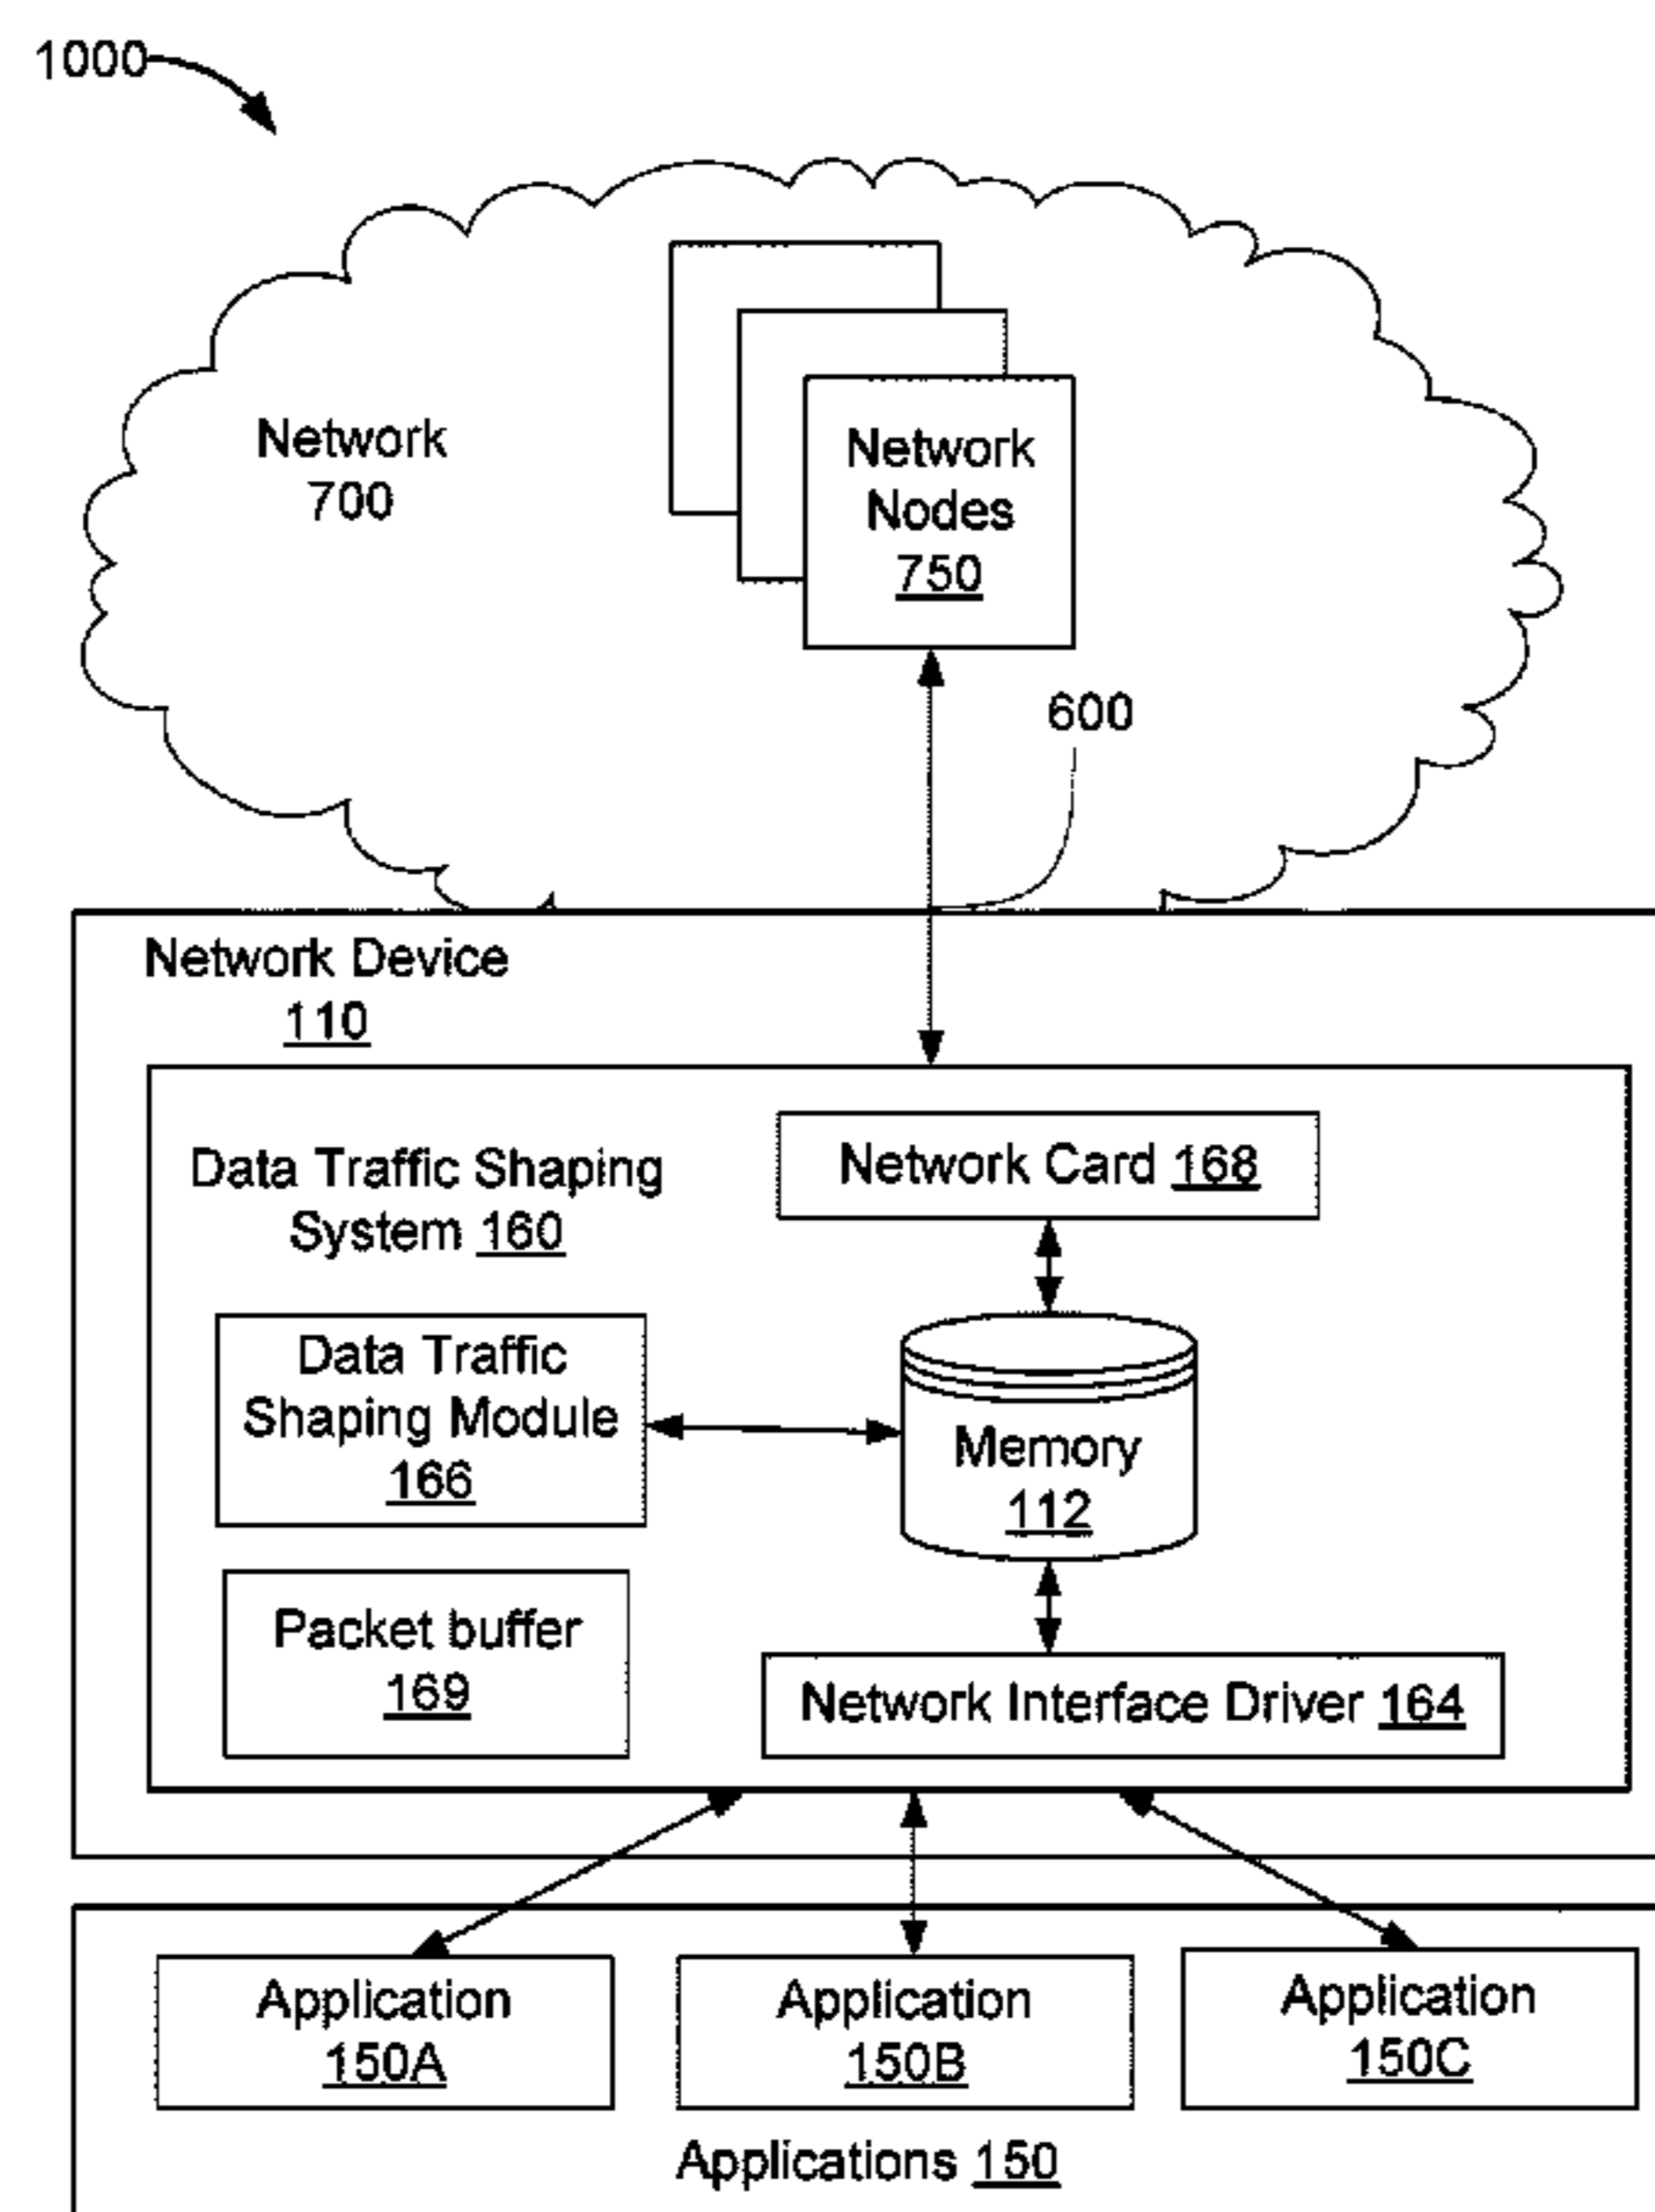 1000
Network
700
Network
Nodes
750
600
Network Device
110
Data Traffic Shaping
System 160
Network Card 168
Data Traffic
Shaping Module
166
Memory
112
Packet buffer
169
Network Interface Driver 164
Application
150A
Application
150B
Application
150C
Applications 150